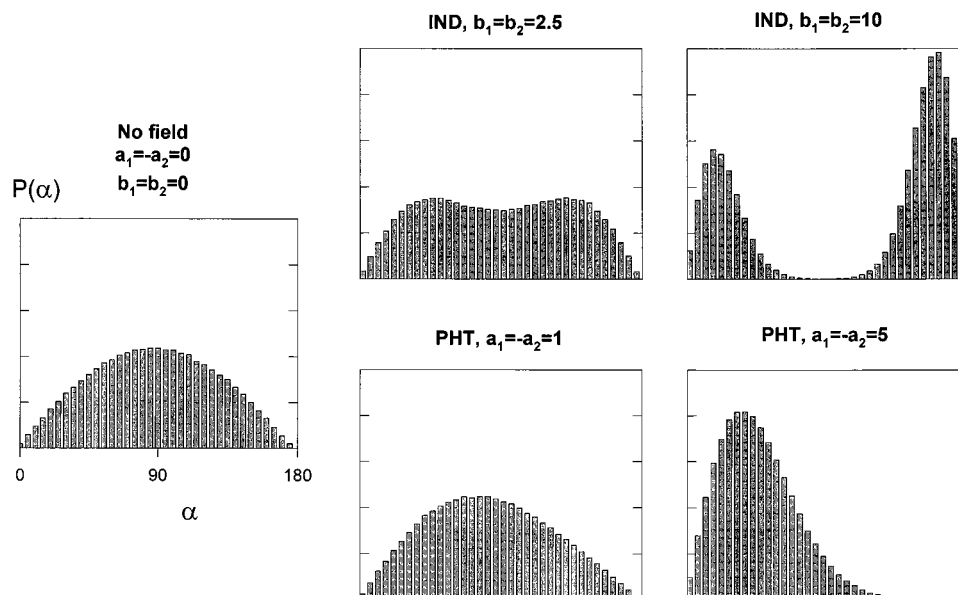 IND, b₁=b₂=2.5
IND, b₁=b₂=10
No field
a₁=-a₂=0
b₁=b₂=0
P(α)
0
90
180
α
PHT, a₁=-a₂=1
PHT, a₁=-a₂=5